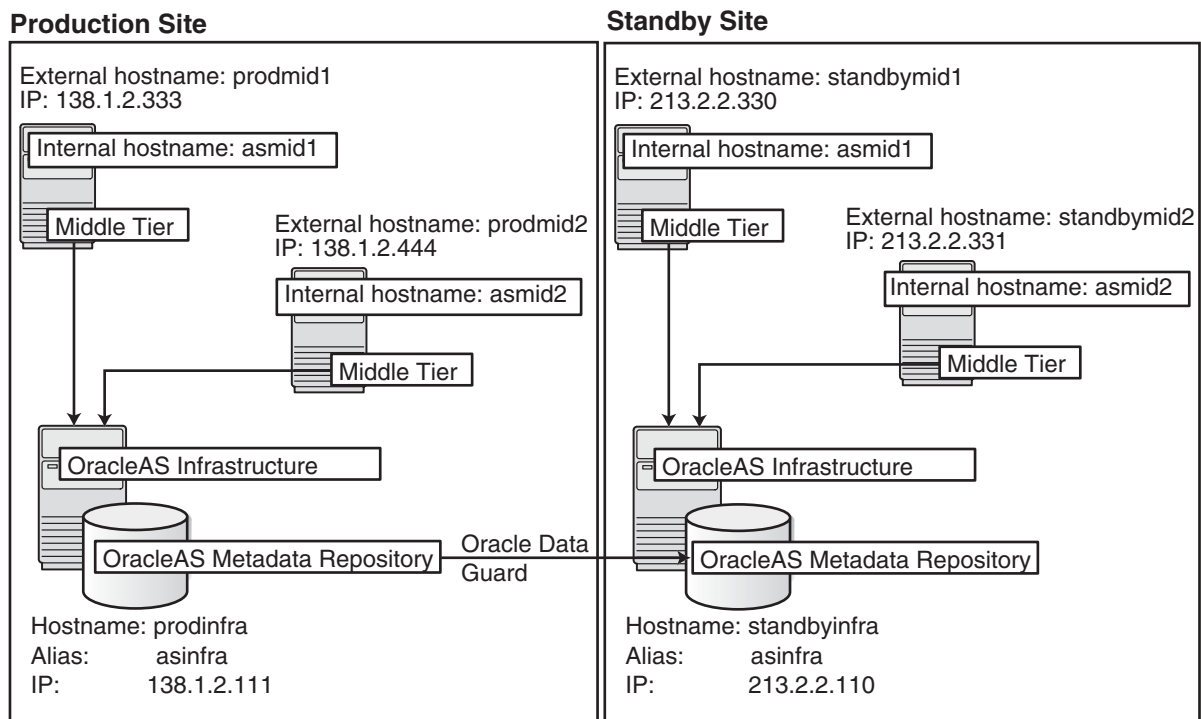 Production Site
External hostname: prodmid1
IP: 138.1.2.333
Internal hostname: asmid1
Middle Tier
External hostname: prodmid2
IP: 138.1.2.444
Internal hostname: asmid2
Middle Tier
OracleAS Infrastructure
OracleAS Metadata Repository
Hostname: prodinfra
Alias: asinfra
IP: 138.1.2.111
Oracle Data
Guard
Standby Site
External hostname: standbymid1
IP: 213.2.2.330
Internal hostname: asmid1
Middle Tier
External hostname: standbymid2
IP: 213.2.2.331
Internal hostname: asmid2
Middle Tier
OracleAS Infrastructure
OracleAS Metadata Repository
Hostname: standbyinfra
Alias: asinfra
IP: 213.2.2.110